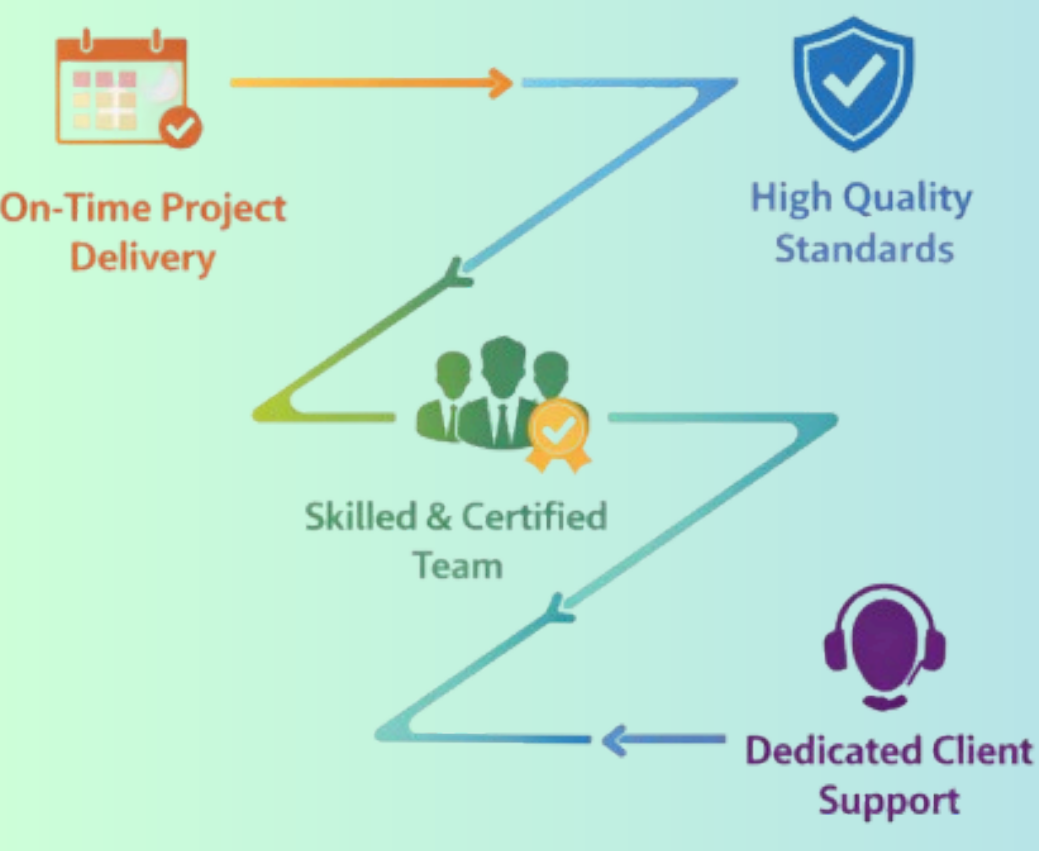 On-Time Project
Delivery
High Quality
Standards
Skilled & Certified
Team
Dedicated Client
Support